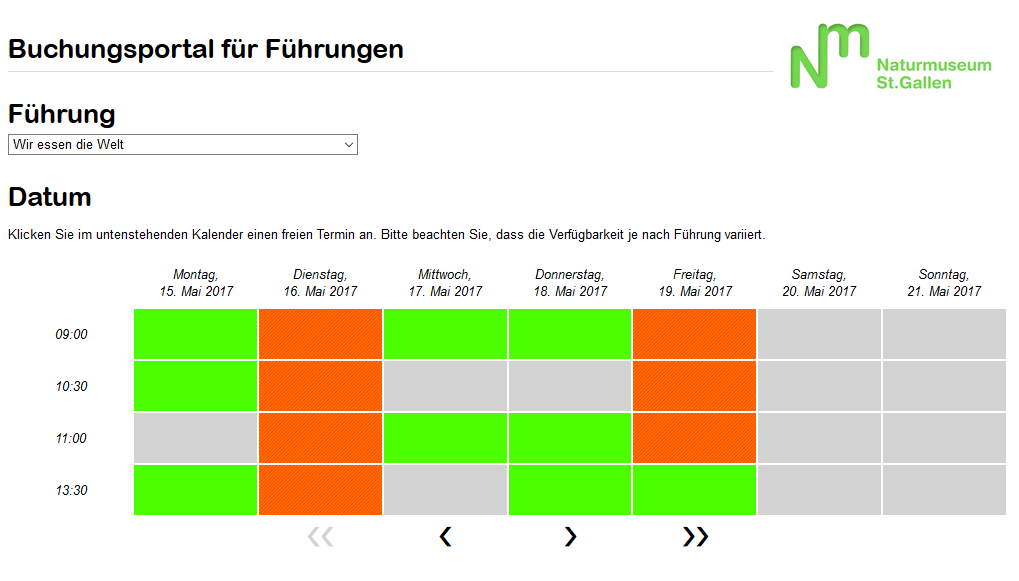 Buchungsportal für Führungen
Naturmuseum
St.Gallen
Führung
Wir essen die Welt
Datum
Klicken Sie im untenstehenden Kalender einen freien Termin an. Bitte beachten Sie, dass die Verfügbarkeit je nach Führung variiert.
Montag, Dienstag, Mittwoch, Donnerstag, Freitag, Samstag, Sonntag,
15. Mai 2017 16. Mai 2017 17. Mai 2017 18. Mai 2017 19. Mai 2017 20. Mai 2017 21. Mai 2017
09:00
10:30
11:00
13:30